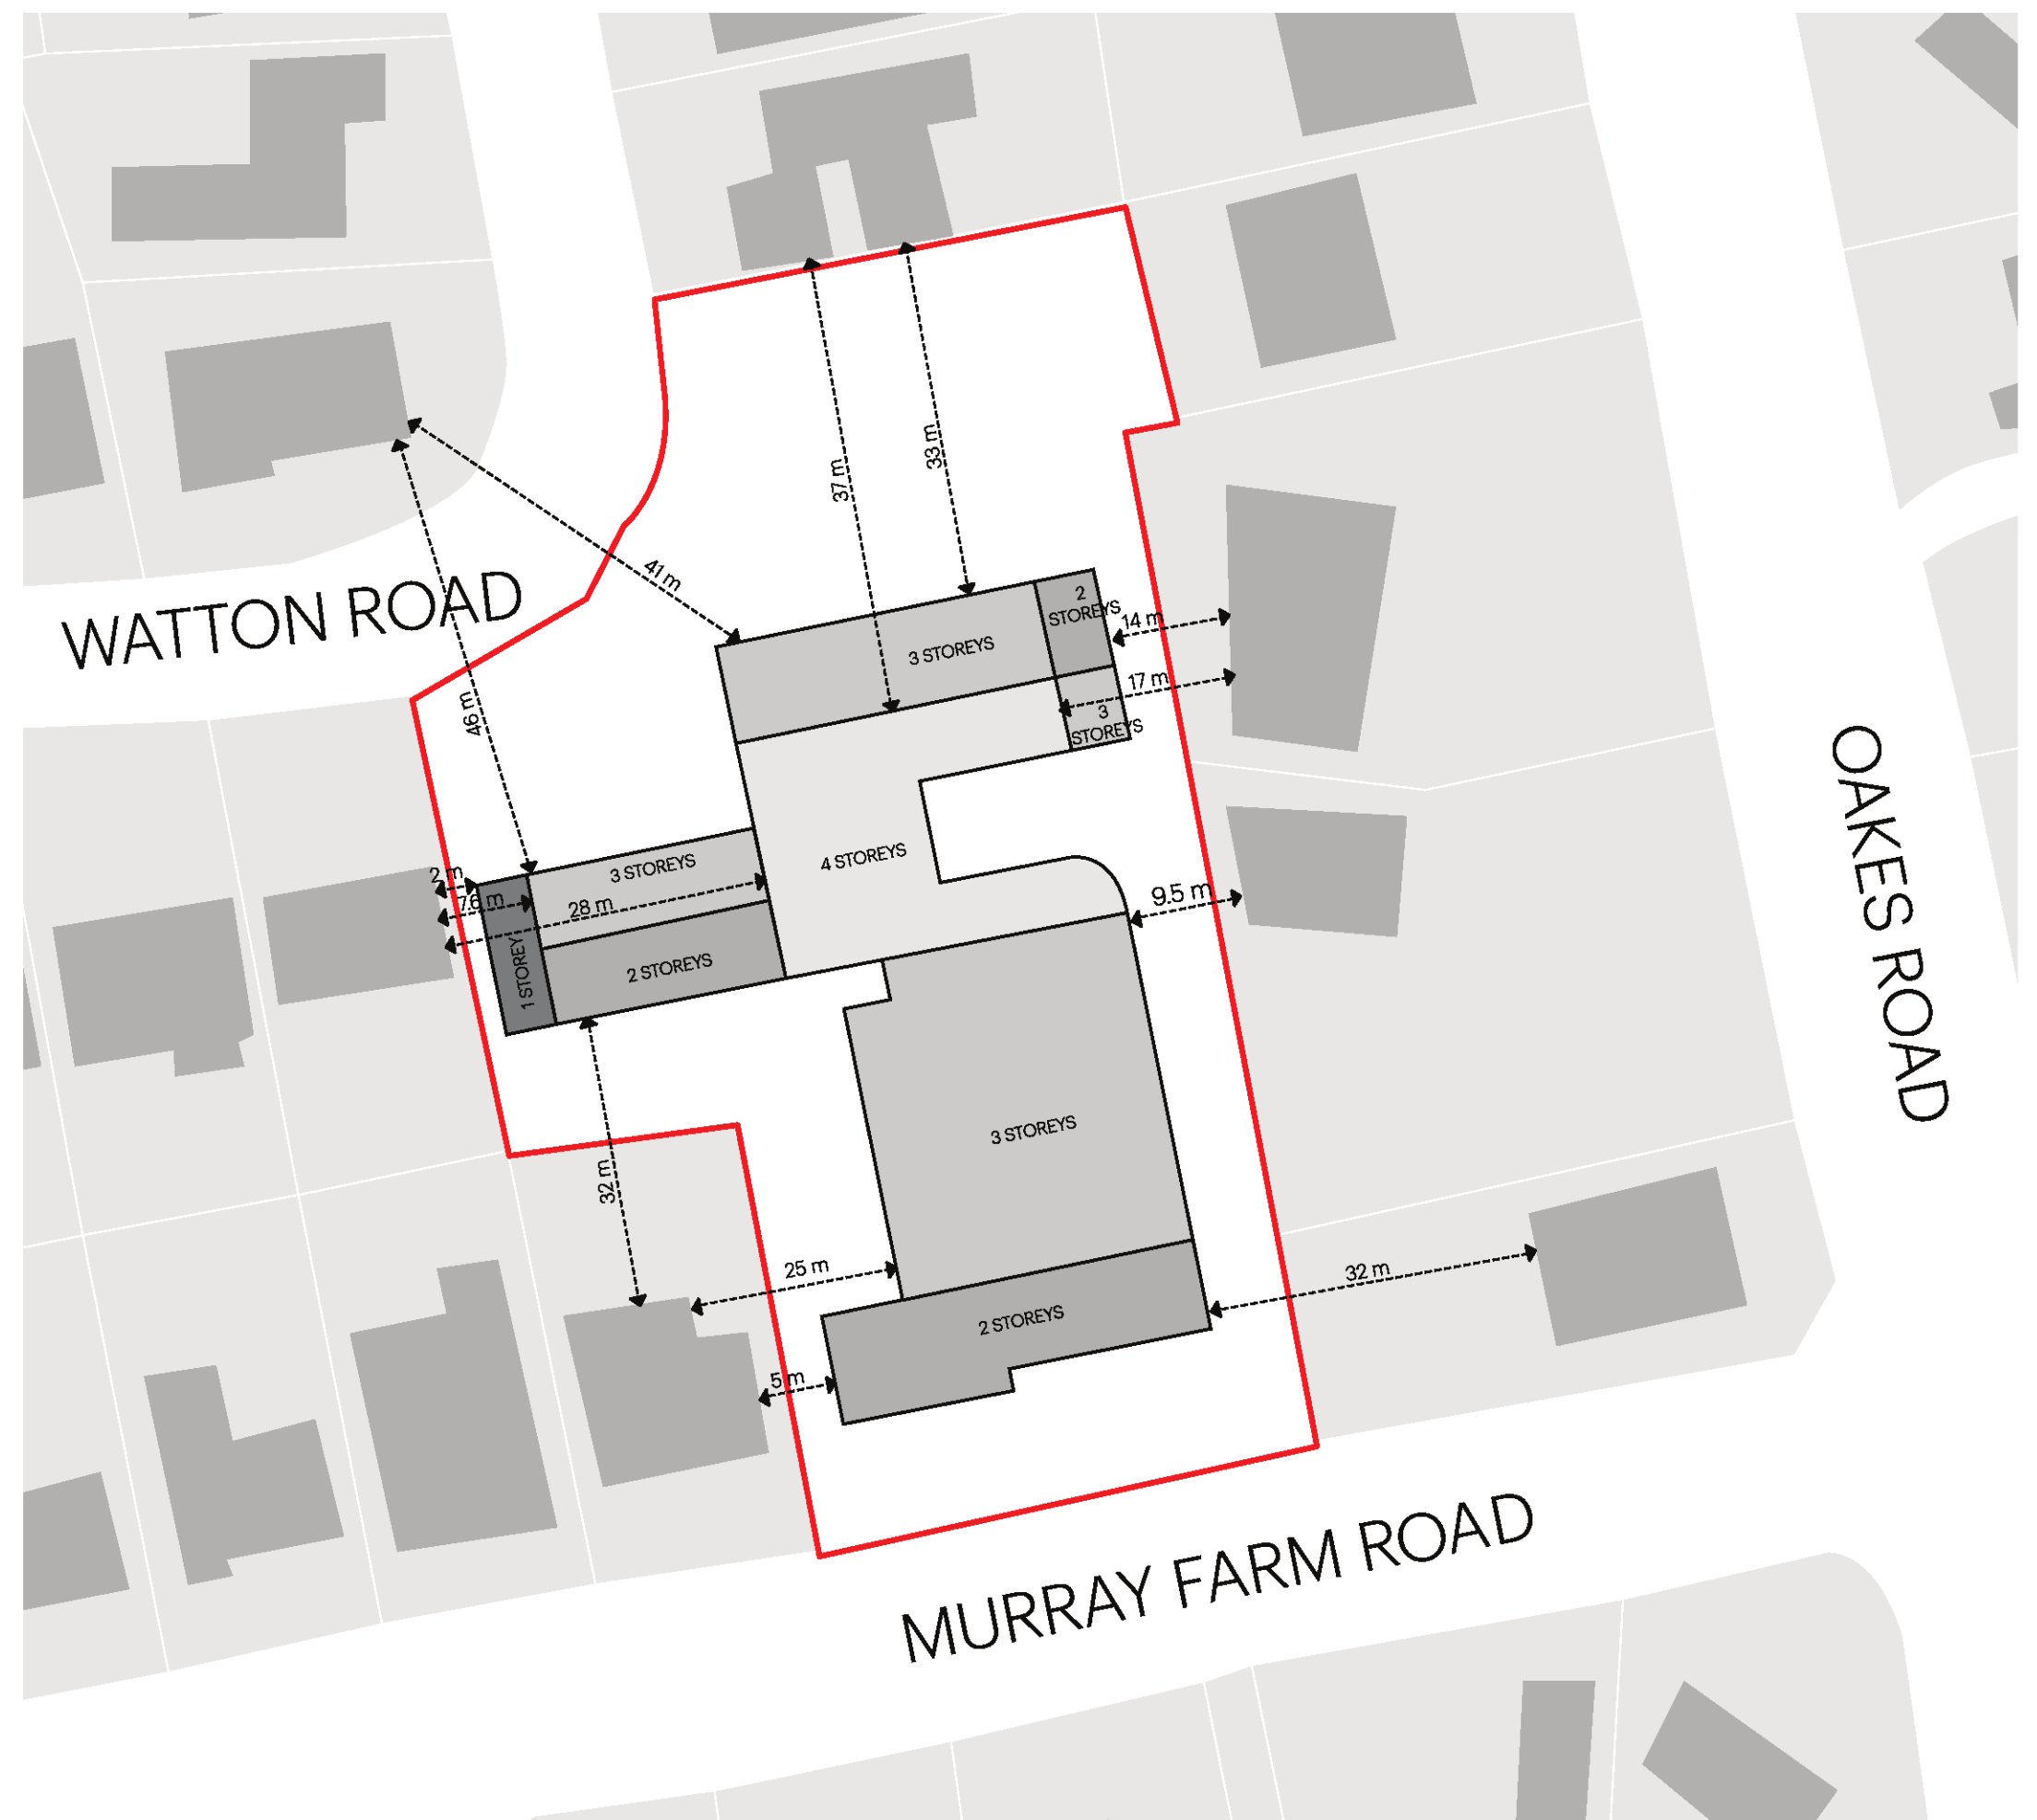 37 m
33 m
41 m
WATTON ROAD
2
STOREYS
14 m
3 STOREYS
17 m
46 m
3
STOREYS
OAKES ROAD
4 STOREYS
3 STOREYS
2 m
7.6 m
28 m
9.5 m
1 STOREY
2 STOREYS
3 STOREYS
32 m
25 m
32 m
2 STOREYS
5 m
MURRAY FARM ROAD